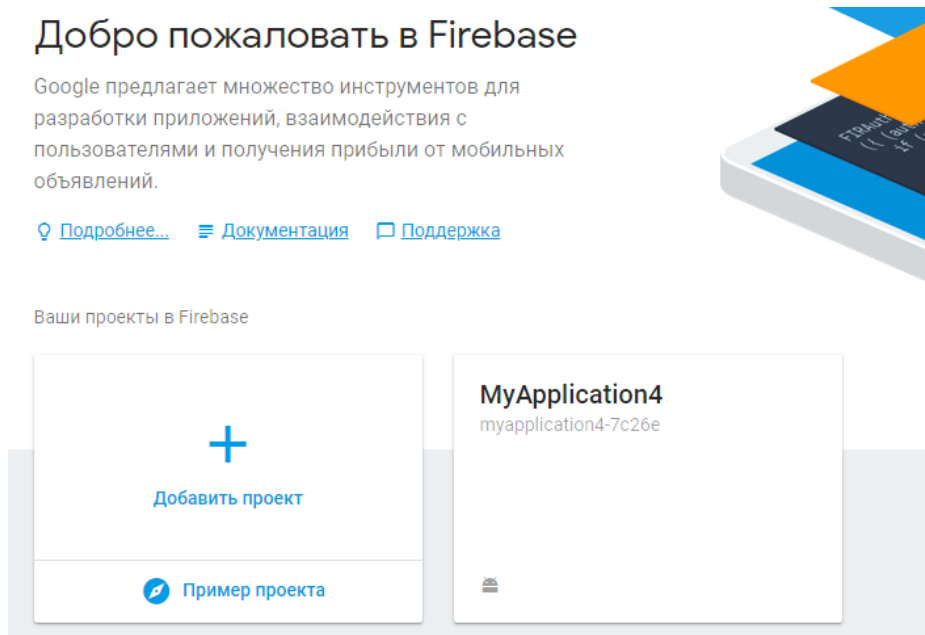 Добро пожаловать в Firebase
Google предлагает множество инструментов для
разработки приложений, взаимодействия с
пользователями и получения прибыли от мобильных
объявлений.
Подробнее... Документация Поддержка
Ваши проекты в Firebase
MyApplication4
myapplication4-7c26e
Добавить проект
Пример проекта